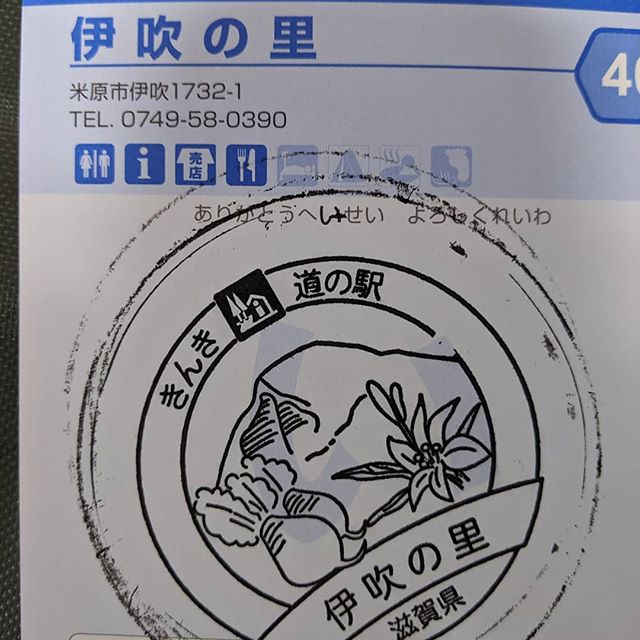 伊吹の里
40
米原市伊吹1732-1
TEL. 0749-58-0390
売店
ありがとうへいせい よろしくれいわ
きんき 道の駅
伊吹の里
滋賀県